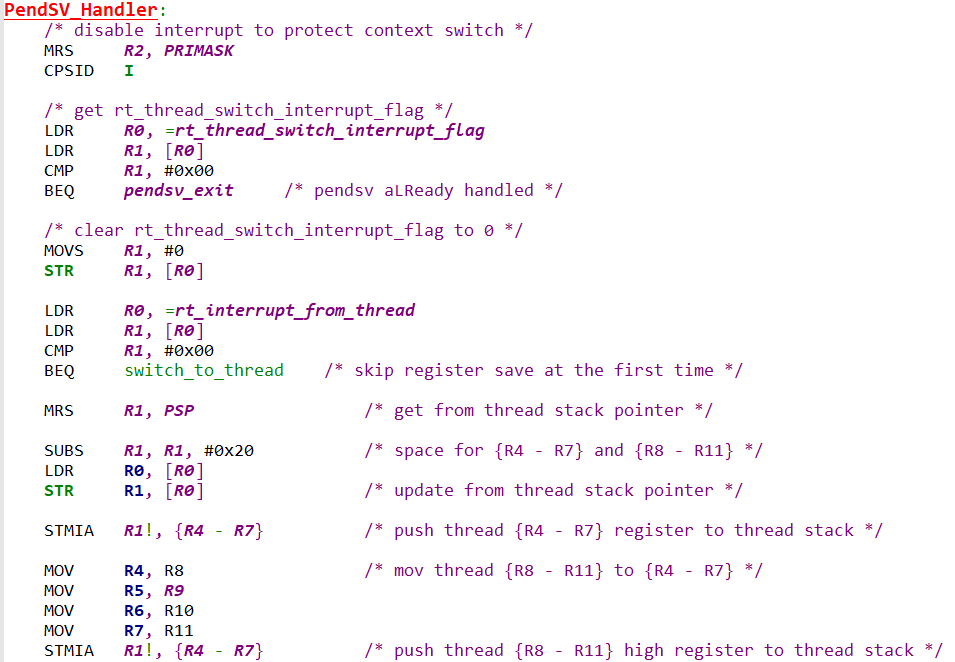 PendSV_Handler:
/* disable interrupt to protect context switch */
MRS R2, PRIMASK
CPSID I
/* get rt_thread_switch_interrupt_flag */
LDR R0, =rt_thread_switch_interrupt_flag
LDR R1, [R0]
CMP R1, #0x00
BEQ pendsv_exit /* pendsv aLReady handled */
/* clear rt_thread_switch_interrupt_flag to 0 */
MOVS R1, #0
STR R1, [R0]
LDR R0, =rt_interrupt_from_thread
LDR R1, [R0]
CMP R1, #0x00
BEQ switch_to_thread /* skip register save at the first time */
MRS R1, PSP /* get from thread stack pointer */
SUBS R1, R1, #0x20 /* space for {R4 - R7} and {R8 - R11} */
LDR R0, [R0]
STR R1, [R0] /* update from thread stack pointer */
STMIA R1!, {R4 - R7} /* push thread {R4 - R7} register to thread stack */
MOV R4, R8 /* mov thread {R8 - R11} to {R4 - R7} */
MOV R5, R9
MOV R6, R10
MOV R7, R11
STMIA R1!, {R4 - R7} /* push thread {R8 - R11} high register to thread stack */